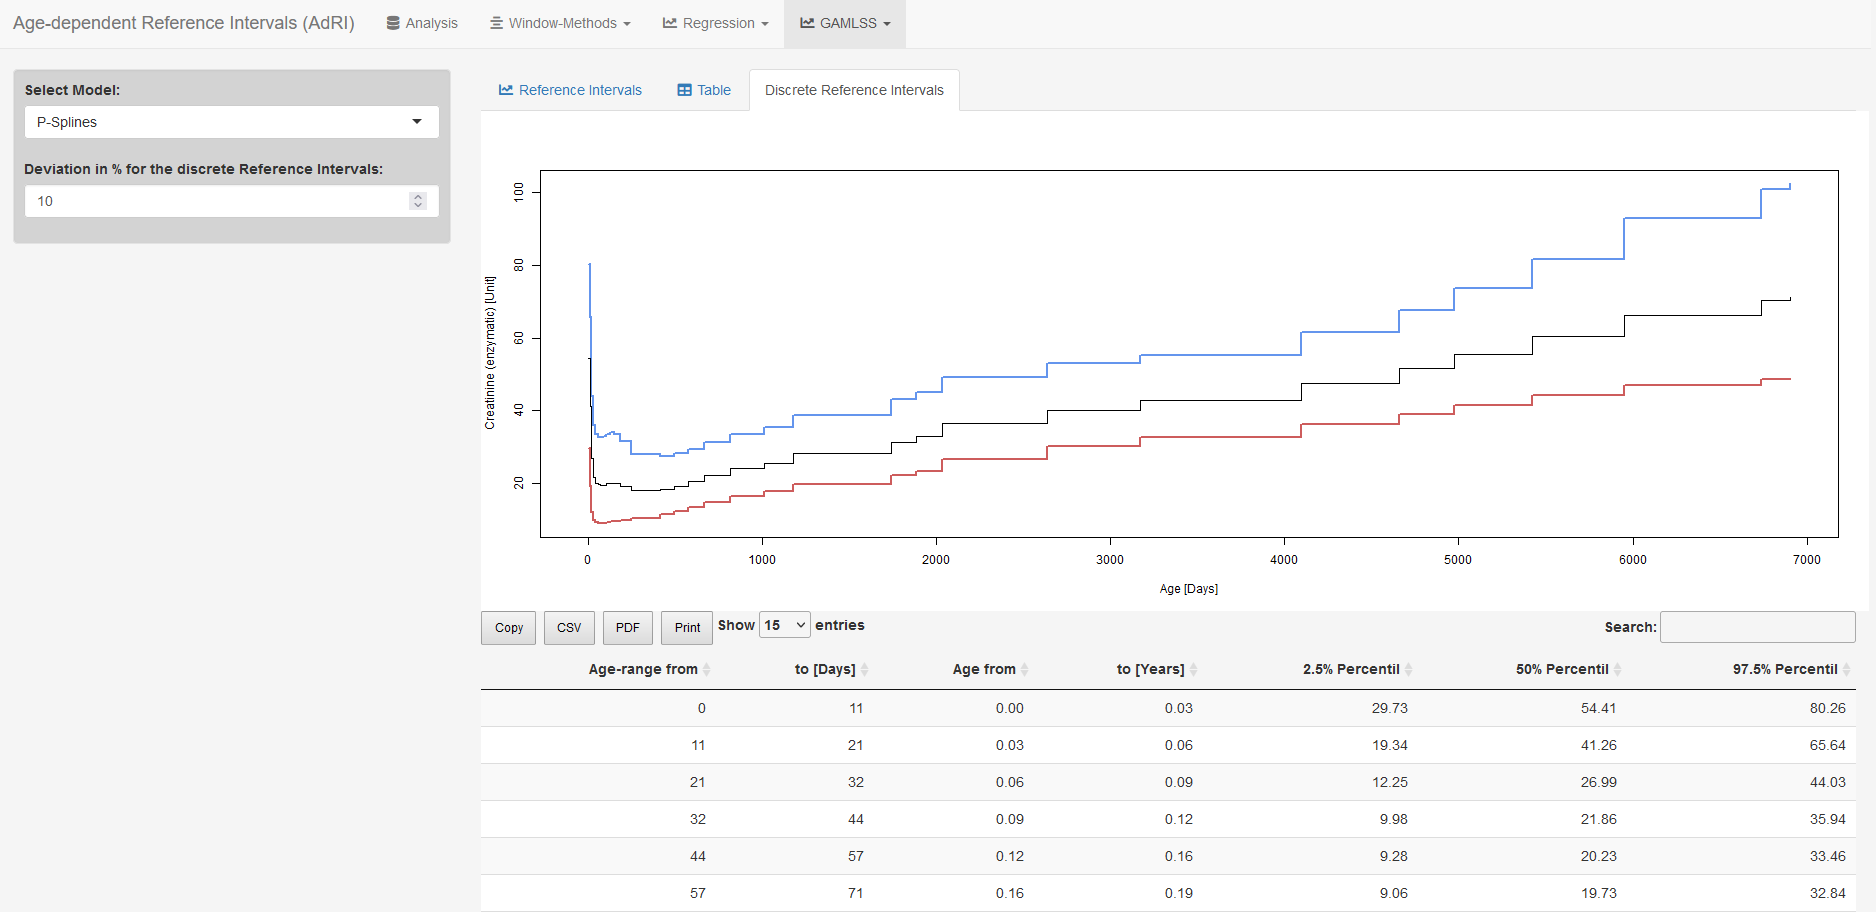 Age-dependent Reference Intervals (AdRI) Analysis Window-Methods Regression GAMLSS
Select Model:
P-Splines
Deviation in % for the discrete Reference Intervals:
10
Reference Intervals Table Discrete Reference Intervals
Creatinine (enzymatic) [Unit]
100
80
60
40
20
0 1000 2000 3000 4000 5000 6000 7000
Age [Days]
Copy CSV PDF Print Show 15 entries Search:
Age-range from to [Days] Age from to [Years] 2.5% Percentil 50% Percentil 97.5% Percentil
0 11 0.00 0.03 29.73 54.41 80.26
11 21 0.03 0.06 19.34 41.26 65.64
21 32 0.06 0.09 12.25 26.99 44.03
32 44 0.09 0.12 9.98 21.86 35.94
44 57 0.12 0.16 9.28 20.23 33.46
57 71 0.16 0.19 9.06 19.73 32.84